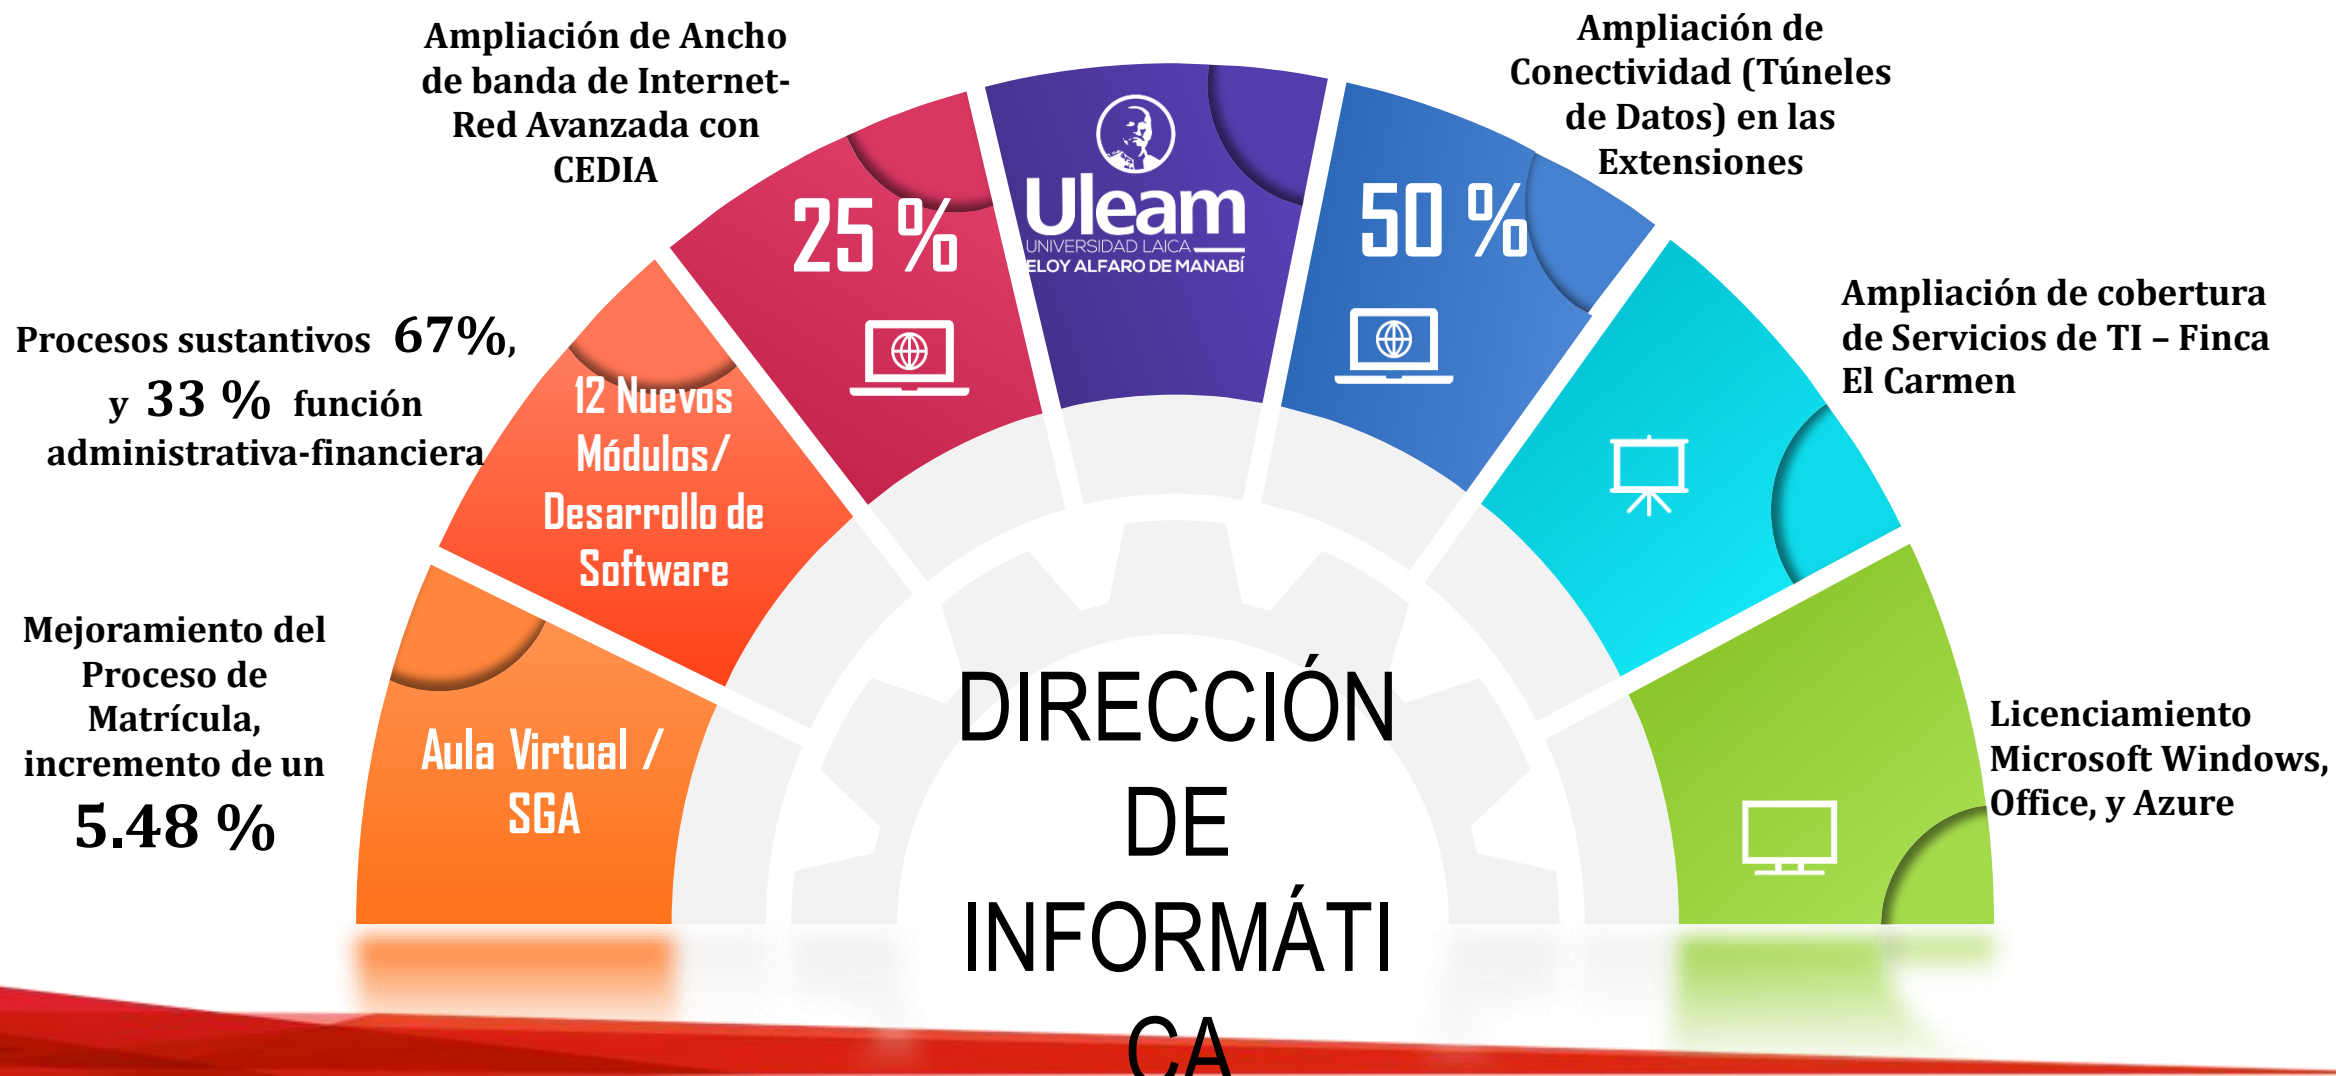 Ampliación de Ancho
de banda de Internet-
Red Avanzada con
CEDIA
Ampliación de
Conectividad (Túneles
de Datos) en las
Extensiones
25 %
Uleam
UNIVERSIDAD LAICA
ELOY ALFARO DE MANABÍ
50 %
Procesos sustantivos 67%,
y 33 % función
administrativa-financiera
12 Nuevos
Módulos/
Desarrollo de
Software
Ampliación de cobertura
de Servicios de TI – Finca
El Carmen
Mejoramiento del
Proceso de
Matrícula,
incremento de un
5.48 %
Aula Virtual /
SGA
Licenciamiento
Microsoft Windows,
Office, y Azure
DIRECCIÓN
DE
INFORMÁTI
CA